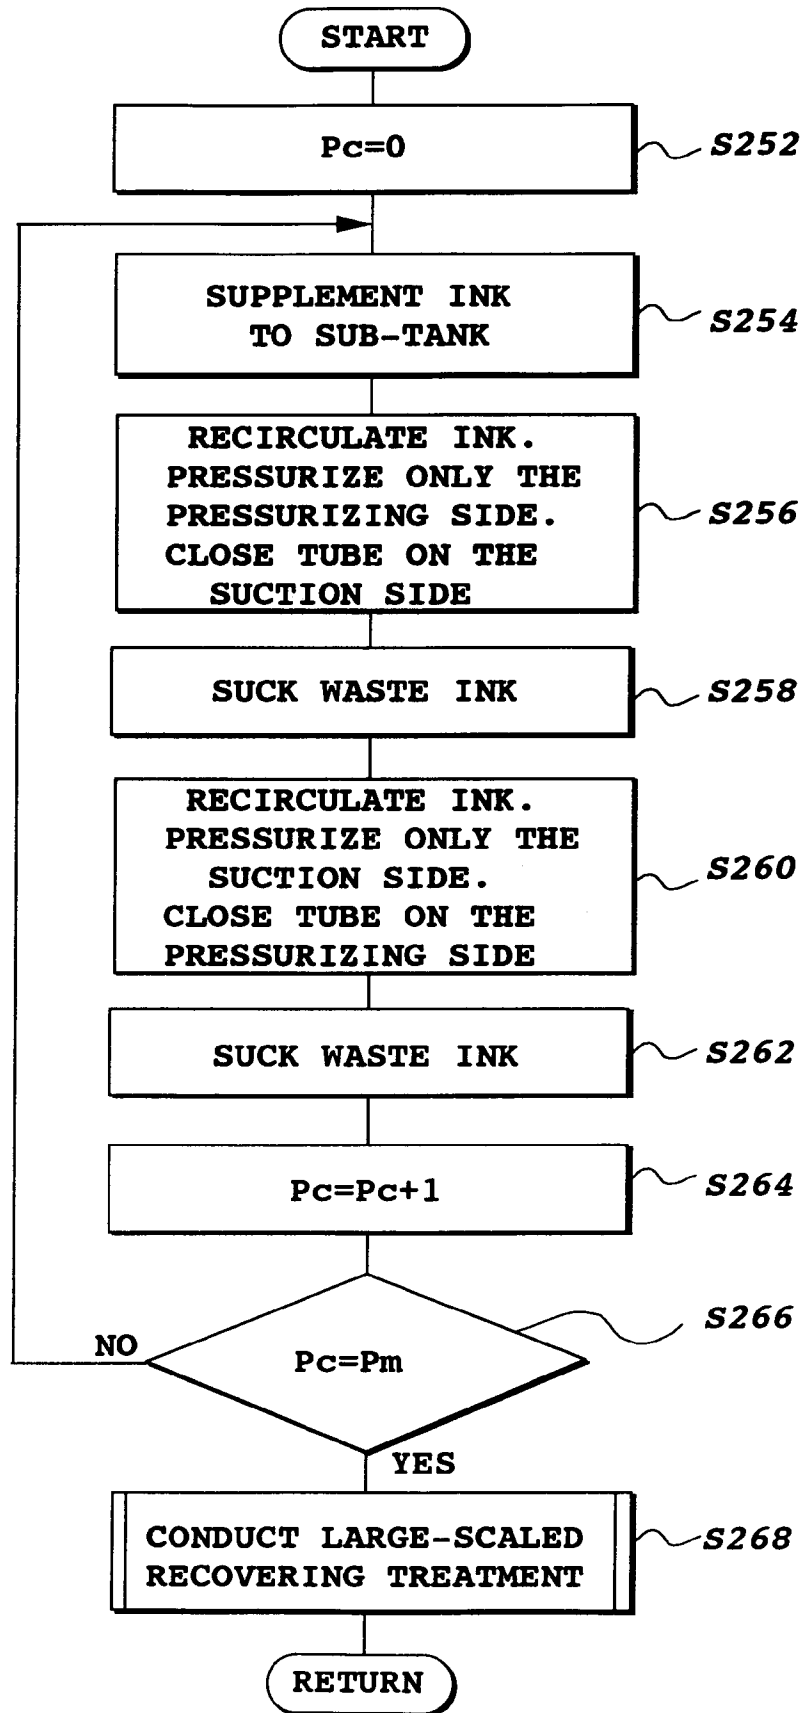 START
Pc=0
S252
SUPPLEMENT INK
TO SUB-TANK
S254
RECIRCULATE INK.
PRESSURIZE ONLY THE
PRESSURIZING SIDE.
CLOSE TUBE ON THE
SUCTION SIDE
S256
SUCK WASTE INK
S258
RECIRCULATE INK.
PRESSURIZE ONLY THE
SUCTION SIDE.
CLOSE TUBE ON THE
PRESSURIZING SIDE
S260
SUCK WASTE INK
S262
Pc=Pc+1
S264
S266
NO
Pc=Pm
YES
CONDUCT LARGE-SCALED
RECOVERING TREATMENT
S268
RETURN